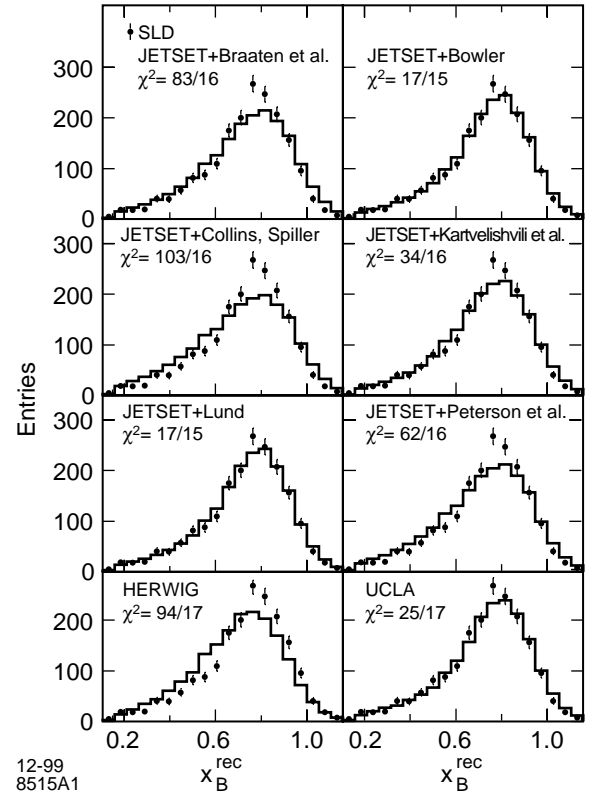 SLD
JETSET+Braaten et al.
χ²= 83/16
JETSET+Bowler
χ²= 17/15
300
200
100
0
JETSET+Collins, Spiller
χ²= 103/16
JETSET+Kartvelishvili et al.
χ²= 34/16
300
200
100
0
Entries
JETSET+Lund
χ²= 17/15
JETSET+Peterson et al.
χ²= 62/16
300
200
100
0
HERWIG
χ²= 94/17
UCLA
χ²= 25/17
200
100
0
0.2 0.6 1.0 0.2 0.6 1.0
x_B^rec x_B^rec
12-99
8515A1